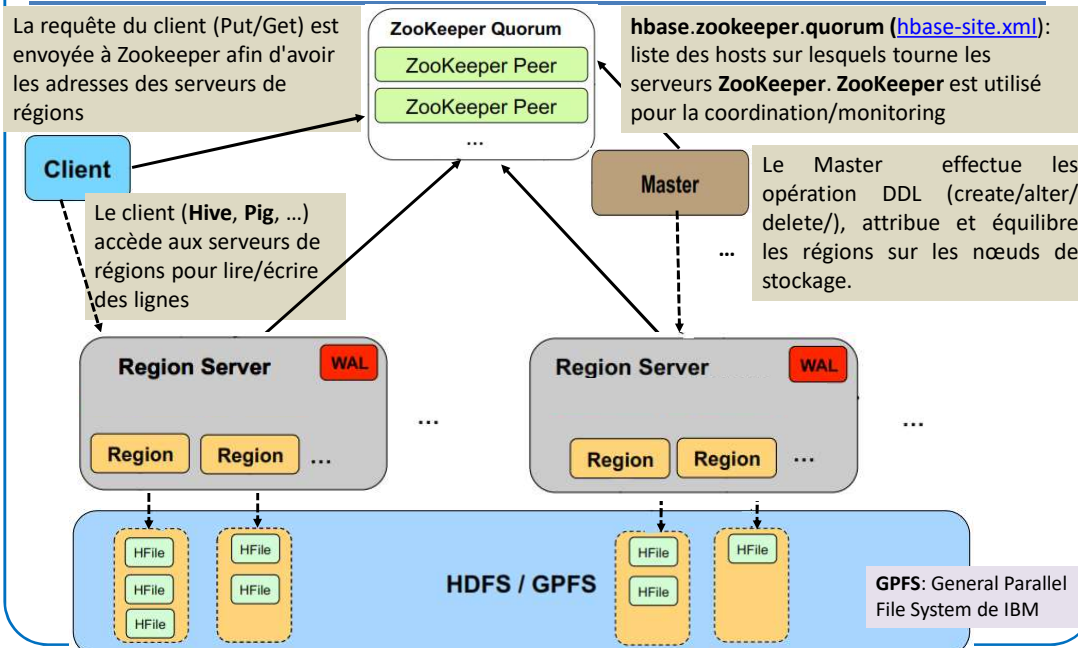 La requête du client (Put/Get) est
envoyée à Zookeeper afin d'avoir
les adresses des serveurs de
régions
ZooKeeper Quorum
ZooKeeper Peer
ZooKeeper Peer
...
hbase.zookeeper.quorum (hbase-site.xml):
liste des hosts sur lesquels tourne les
serveurs ZooKeeper. ZooKeeper est utilisé
pour la coordination/monitoring
Client
Master
...
Le Master effectue les
opération DDL (create/alter/
delete/), attribue et équilibre
les régions sur les nœuds de
stockage.
Le client (Hive, Pig, ...)
accède aux serveurs de
régions pour lire/écrire
des lignes
Region Server
WAL
Region
Region
...
...
Region Server
WAL
Region
Region
...
...
HFile
HFile
HFile
HFile
HFile
HDFS / GPFS
HFile
HFile
HFile
GPFS: General Parallel
File System de IBM